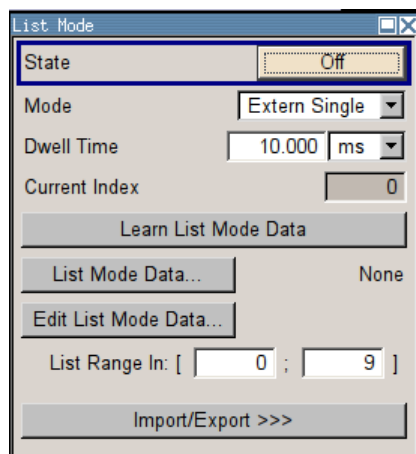 List Mode
State Off
Mode Extern Single
Dwell Time 10.000 ms
Current Index 0
Learn List Mode Data
List Mode Data... None
Edit List Mode Data...
List Range In: [ 0 ; 9 ]
Import/Export >>>